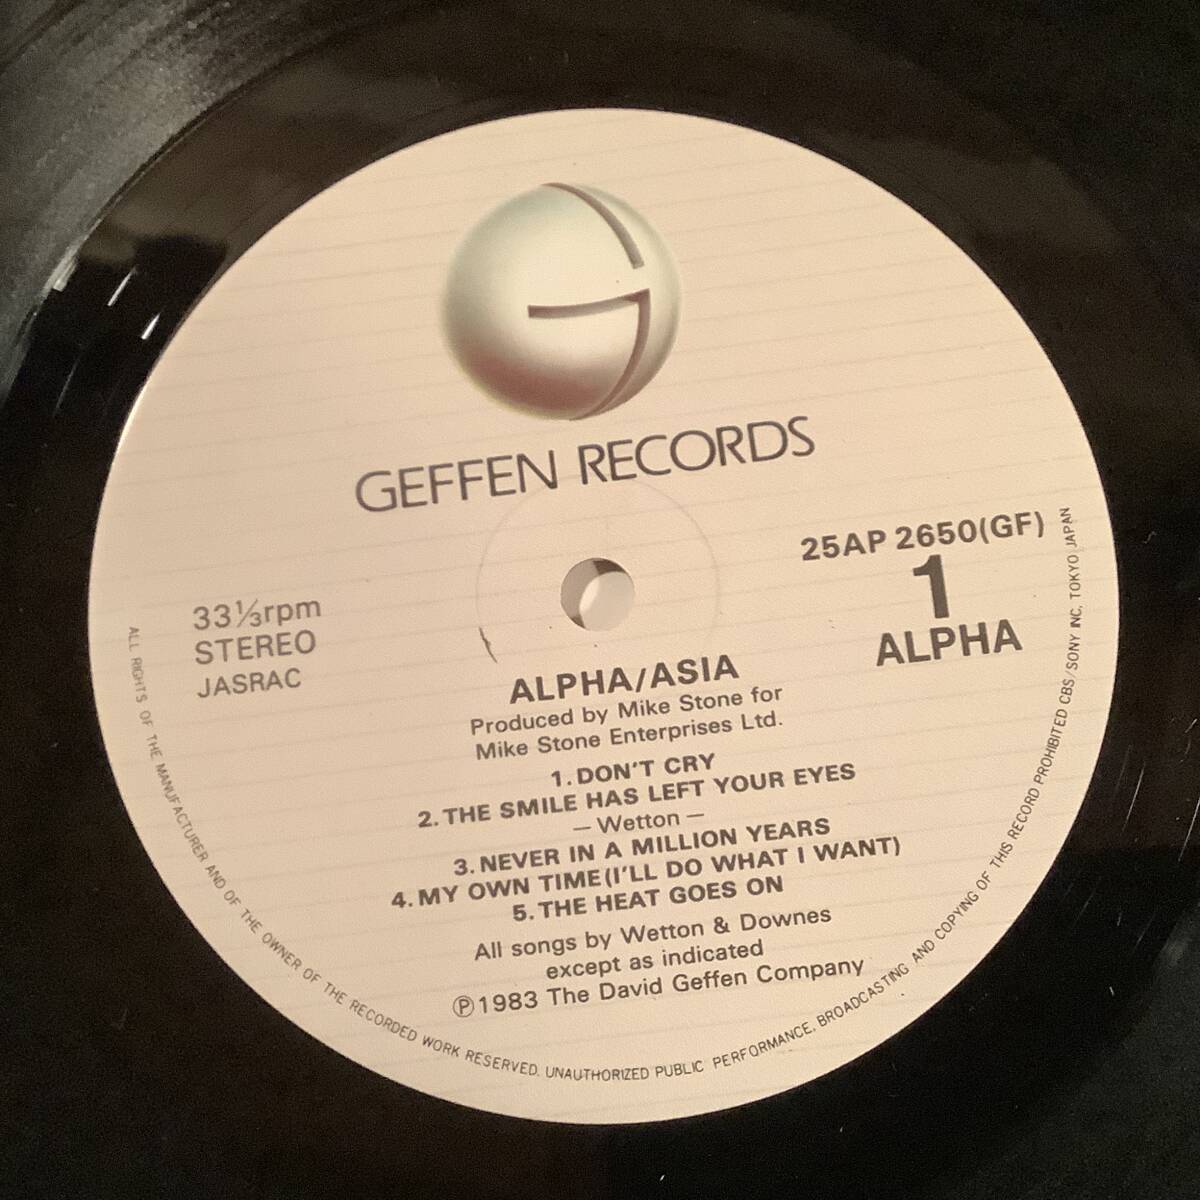 GEFFEN RECORDS
25AP 2650(GF)
1
ALPHA
33⅓rpm
STEREO
JASRAC
ALPHA/ASIA
Produced by Mike Stone for
Mike Stone Enterprises Ltd.
1. DON'T CRY
2. THE SMILE HAS LEFT YOUR EYES
— Wetton —
3. NEVER IN A MILLION YEARS
4. MY OWN TIME (I'LL DO WHAT I WANT)
5. THE HEAT GOES ON
All songs by Wetton & Downes
except as indicated
Ⓟ1983 The David Geffen Company
ALL RIGHTS OF THE MANUFACTURER AND OF THE OWNER OF THE RECORDED WORK RESERVED. UNAUTHORIZED PUBLIC PERFORMANCE, BROADCASTING AND COPYING OF THIS RECORD PROHIBITED CBS/SONY INC. TOKYO JAPAN